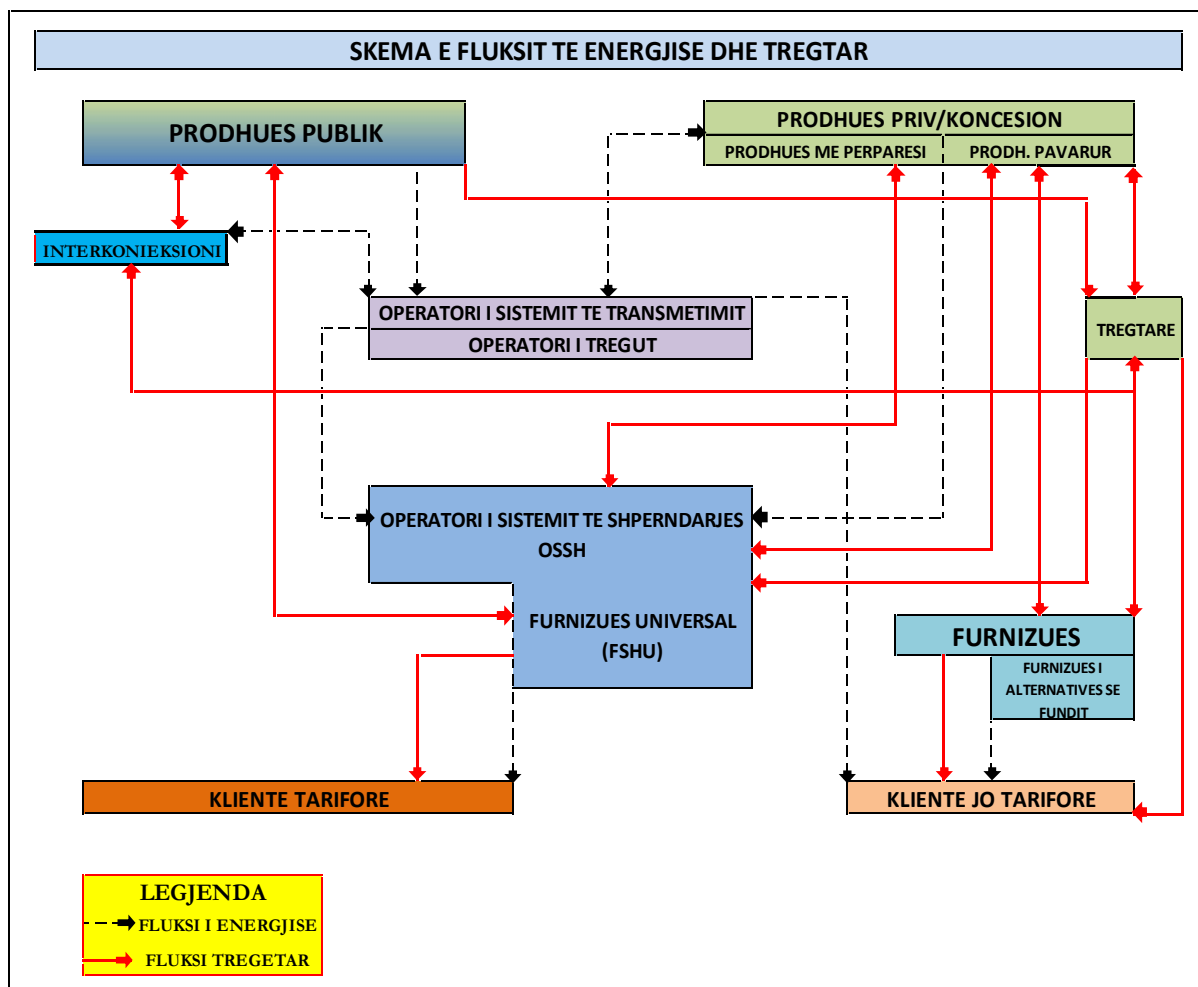 SKEMA E FLUKSIT TE ENERGJISE DHE TREGTAR
PRODHUES PUBLIK
PRODHUES PRIV/KONCESION
PRODHUES ME PERPARESI
PRODH. PAVARUR
INTERKONIEKSIONI
OPERATORI I SISTEMIT TE TRANSMETIMIT
OPERATORI I TREGUT
TREGTARE
OPERATORI I SISTEMIT TE SHPERNDARJES
OSSH
FURNIZUES UNIVERSAL
(FSHU)
FURNIZUES
FURNIZUES I
ALTERNATIVES SE
FUNDIT
KLIENTE TARIFORE
KLIENTE JO TARIFORE
LEGJENDA
FLUKSI I ENERGJISE
FLUKSI TREGETAR